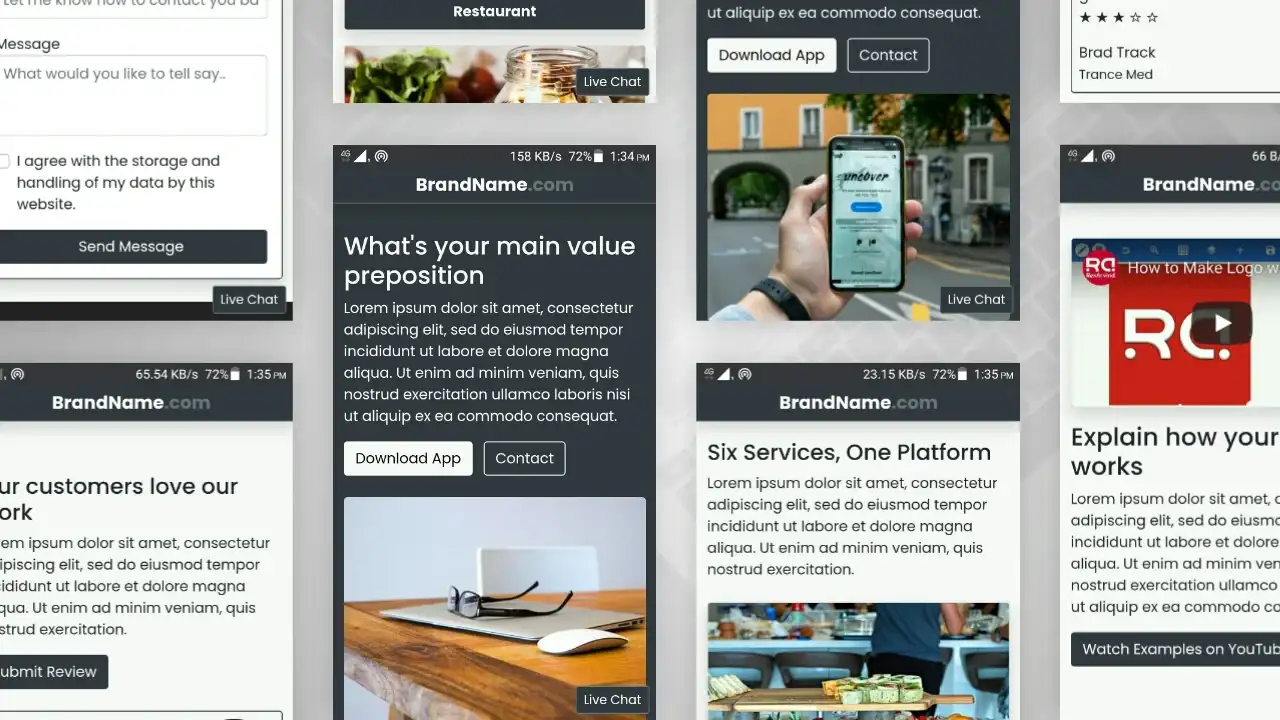 Let me know how to contact you ba
Message
What would you like to tell say..
I agree with the storage and
handling of my data by this
website.
Send Message
Live Chat
65.54 KB/s 72% 1:35 PM
BrandName.com
ur customers love our
ork
em ipsum dolor sit amet, consectetur
ipiscing elit, sed do eiusmod tempor
cididunt ut labore et dolore magna
qua. Ut enim ad minim veniam, quis
strud exercitation.
ubmit Review
Restaurant
Live Chat
4G 158 KB/s 72% 1:34 PM
BrandName.com
What's your main value
preposition
Lorem ipsum dolor sit amet, consectetur
adipiscing elit, sed do eiusmod tempor
incididunt ut labore et dolore magna
aliqua. Ut enim ad minim veniam, quis
nostrud exercitation ullamco laboris nisi
ut aliquip ex ea commodo consequat.
Download App
Contact
Live Chat
ut aliquip ex ea commodo consequat.
Download App
Contact
uncover
Live Chat
4G 23.15 KB/s 72% 1:35 PM
BrandName.com
Six Services, One Platform
Lorem ipsum dolor sit amet, consectetur
adipiscing elit, sed do eiusmod tempor
incididunt ut labore et dolore magna
aliqua. Ut enim ad minim veniam, quis
nostrud exercitation.
★ ★ ★ ☆ ☆
Brad Track
Trance Med
4G 66 B/
BrandName.co
How to Make Logo w
Explain how your
works
Lorem ipsum dolor sit amet, c
adipiscing elit, sed do eiusmo
incididunt ut labore et dolore
aliqua. Ut enim ad minim ven
nostrud exercitation ullamco
ut aliquip ex ea commodo co
Watch Examples on YouTub